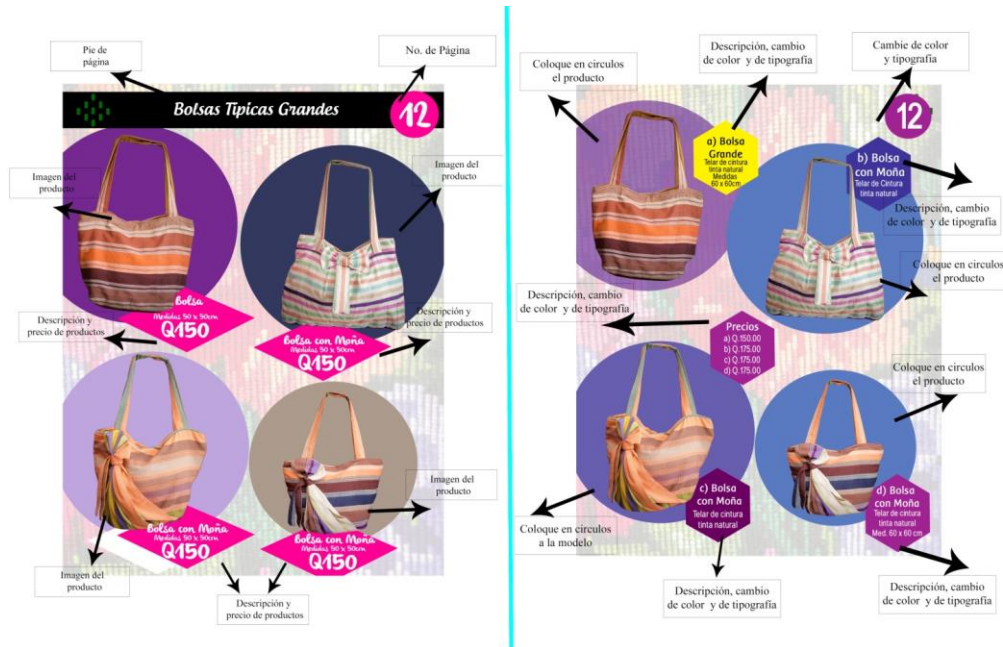 Pie de
página
No. de Página
Bolsas Típicas Grandes
12
Imagen del
producto
Imagen del
producto
Bolsa
Medidas 50 x 90cm
Q150
Descripción y
precio de productos
Bolsa con Moña
Medidas 50 x 50cm
Q150
Descripción y
precio de productos
Imagen del
producto
Bolsa con Moña
Medidas 50 x 50cm
Q150
Bolsa con Moña
Medidas 50 x 50cm
Q150
Imagen del
producto
Descripción y
precio de productos
Coloque en circulos
el producto
Descripción, cambio
de color y de tipografía
Cambie de color
y tipografía
12
a) Bolsa
Grande
Telar de cintura
tinta natural
Medidas
60 x 60cm
b) Bolsa
con Moña
Telar de Cintura
tinta natural
Descripción, cambio
de color y de tipografía
Coloque en circulos
el producto
Descripción, cambio
de color y de tipografía
Precios
a) Q.150.00
b) Q.175.00
c) Q.175.00
d) Q.175.00
Coloque en circulos
el producto
c) Bolsa
con Moña
Telar de cintura
tinta natural
d) Bolsa
con Moña
Telar de cintura
tinta natural
Med. 60 x 60 cm
Coloque en circulos
a la modelo
Descripción, cambio
de color y de tipografía
Descripción, cambio
de color y de tipografía